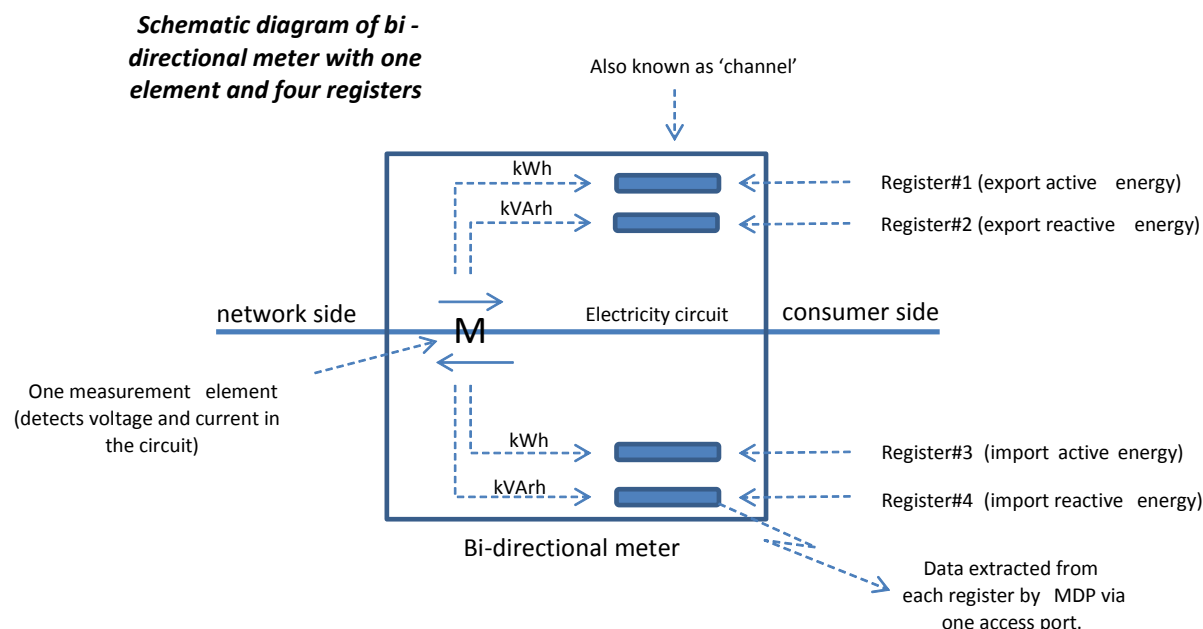 Schematic diagram of bi -
directional meter with one
element and four registers
Also known as ‘channel’
kWh
Register#1 (export active energy)
kVArh
Register#2 (export reactive energy)
network side
Electricity circuit
consumer side
M
One measurement element
(detects voltage and current in
the circuit)
kWh
Register#3 (import active energy)
kVArh
Register#4 (import reactive energy)
Bi-directional meter
Data extracted from
each register by MDP via
one access port.